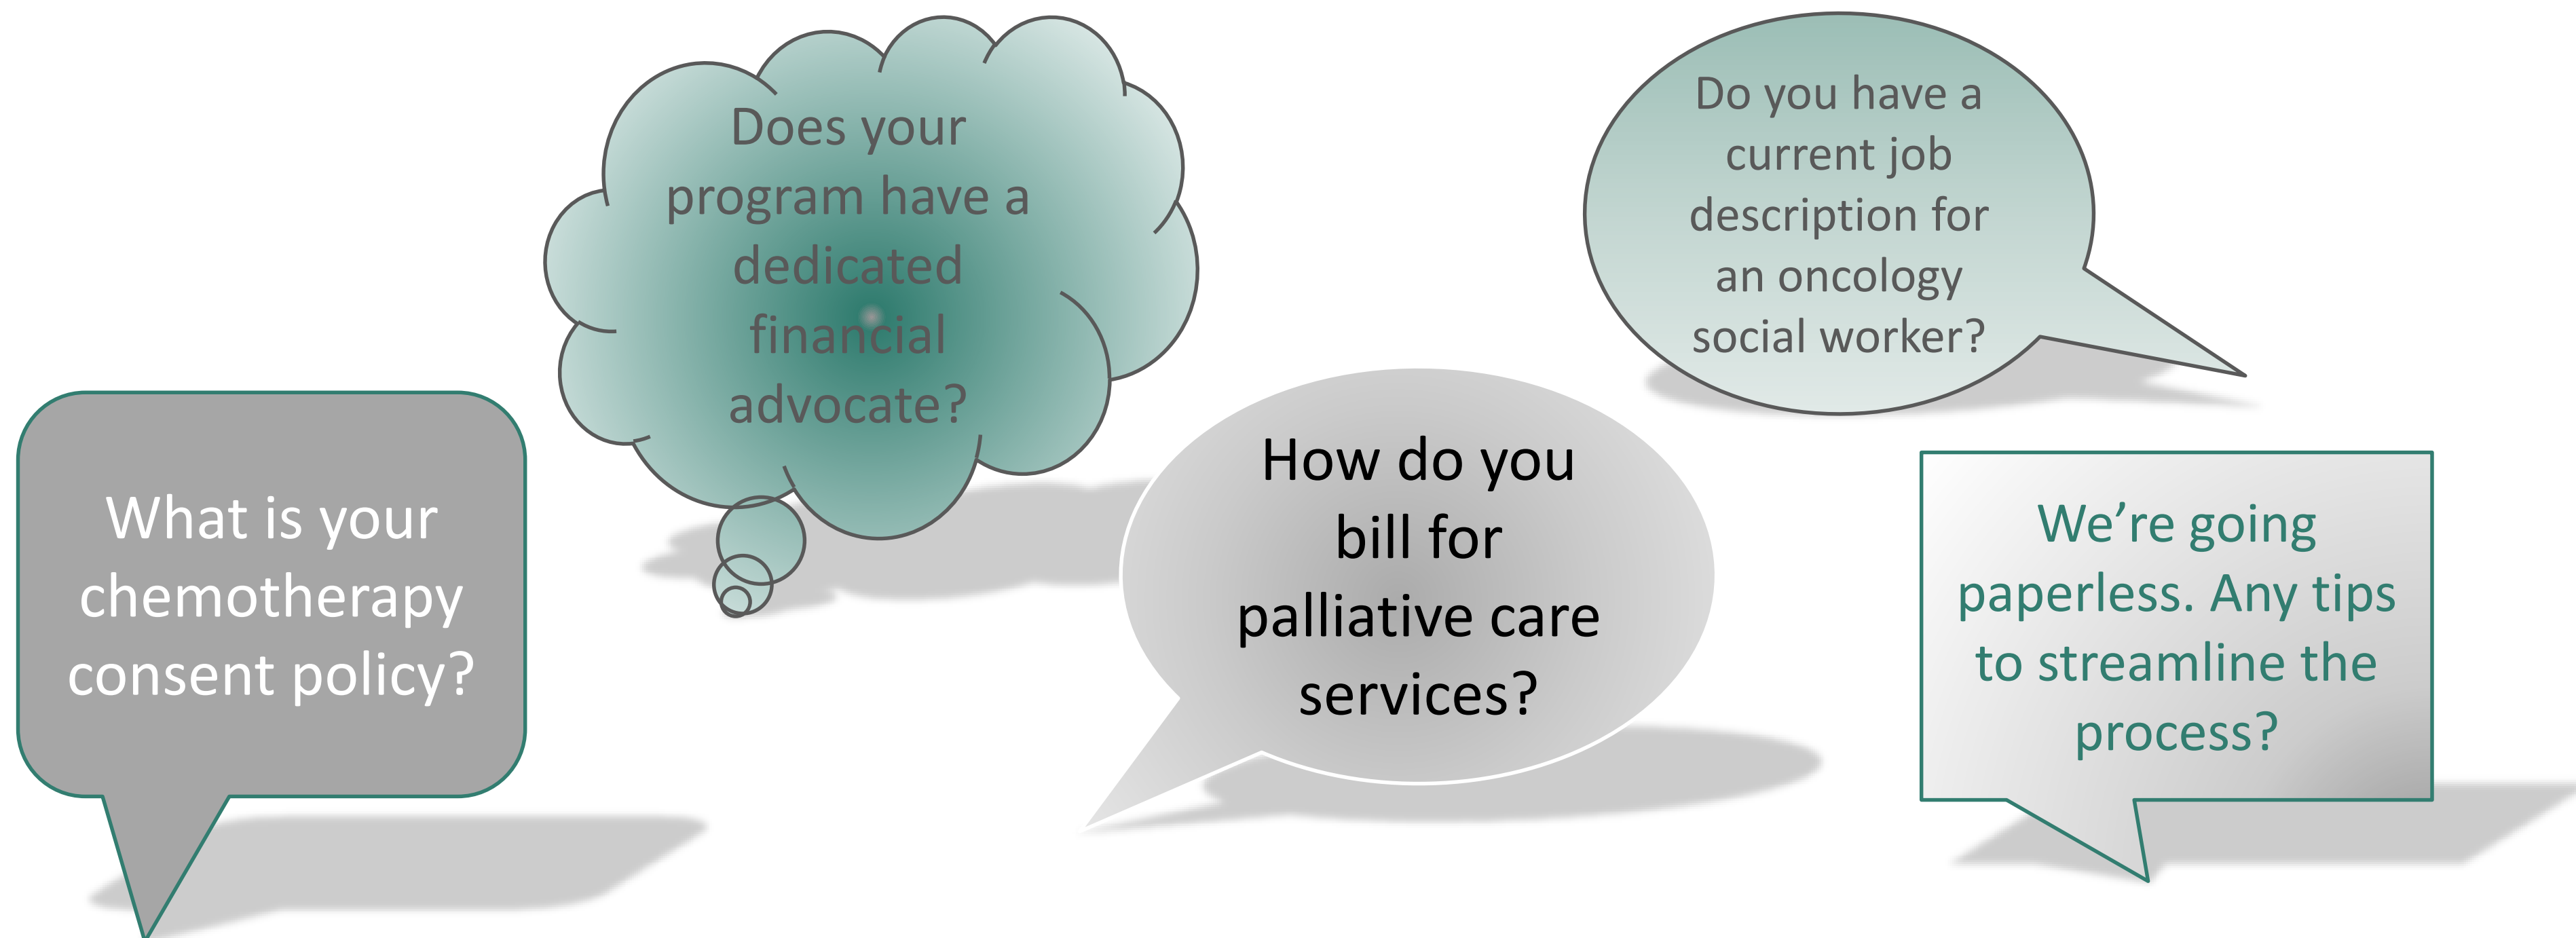 Does your
program have a
dedicated
financial
advocate?
Do you have a
current job
description for
an oncology
social worker?
What is your
chemotherapy
consent policy?
How do you
bill for
palliative care
services?
We’re going
paperless. Any tips
to streamline the
process?